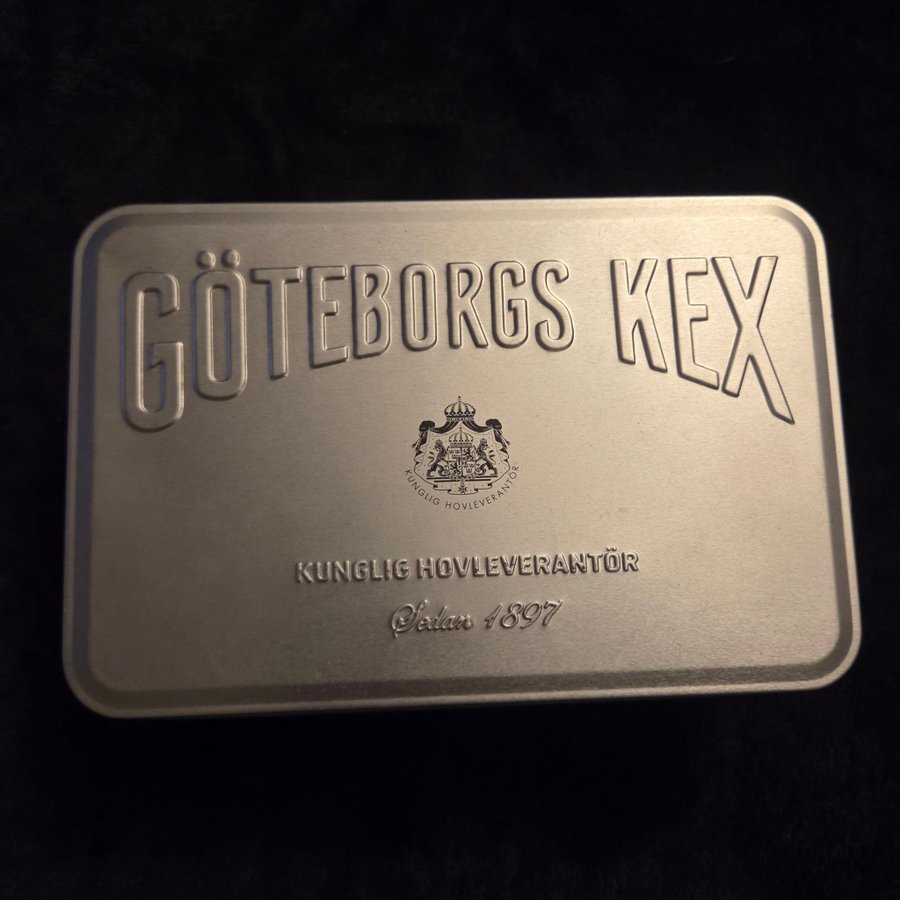 GÖTEBORGS KEX
KUNGLIG HOVLEVERANTÖR
KUNGLIG HOVLEVERANTÖR
Sedan 1897